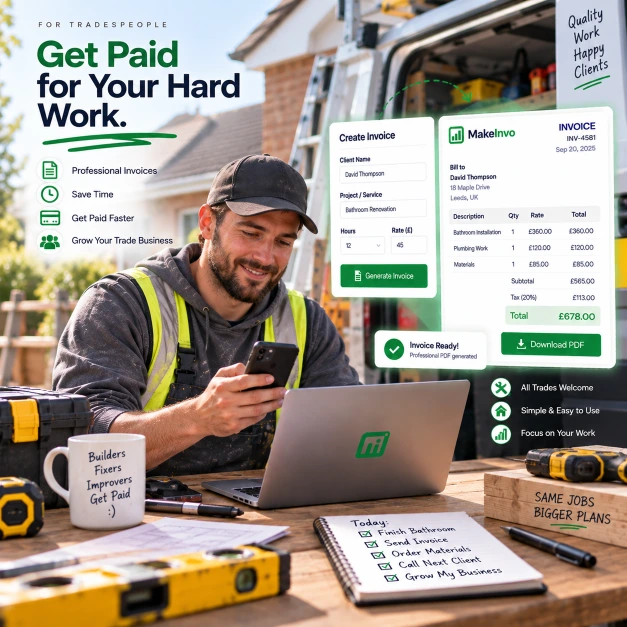 FOR TRADESPEOPLE
Get Paid
for Your Hard
Work.
Professional Invoices
Save Time
Get Paid Faster
Grow Your Trade Business
Quality
Work
Happy
Clients
Create Invoice
Client Name
David Thompson
Project / Service
Bathroom Renovation
Hours Rate (£)
12 45
Generate Invoice
MakeInvo
INVOICE
INV-4581
Sep 20, 2025
Bill to
David Thompson
18 Maple Drive
Leeds, UK
Description Qty Rate Total
Bathroom Installation 1 £360.00 £360.00
Plumbing Work 1 £120.00 £120.00
Materials 1 £85.00 £85.00
Subtotal £565.00
Tax (20%) £113.00
Total £678.00
Download PDF
Invoice Ready!
Professional PDF generated
All Trades Welcome
Simple & Easy to Use
Focus on Your Work
Builders
Fixers
Improvers
Get Paid
:)
SAME JOBS
BIGGER PLANS
Today:
Finish Bathroom
Send Invoice
Order Materials
Call Next Client
Grow My Business